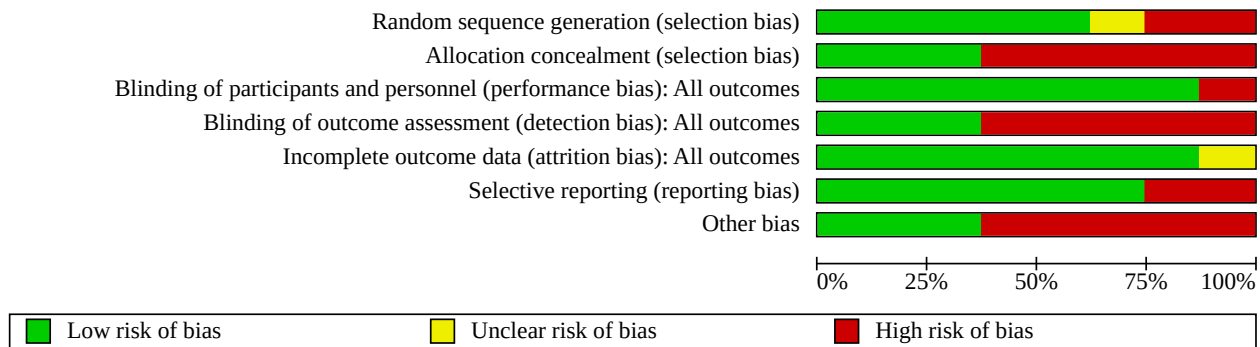 Random sequence generation (selection bias)
Allocation concealment (selection bias)
Blinding of participants and personnel (performance bias): All outcomes
Blinding of outcome assessment (detection bias): All outcomes
Incomplete outcome data (attrition bias): All outcomes
Selective reporting (reporting bias)
Other bias
0% 25% 50% 75% 100%
Low risk of bias Unclear risk of bias High risk of bias